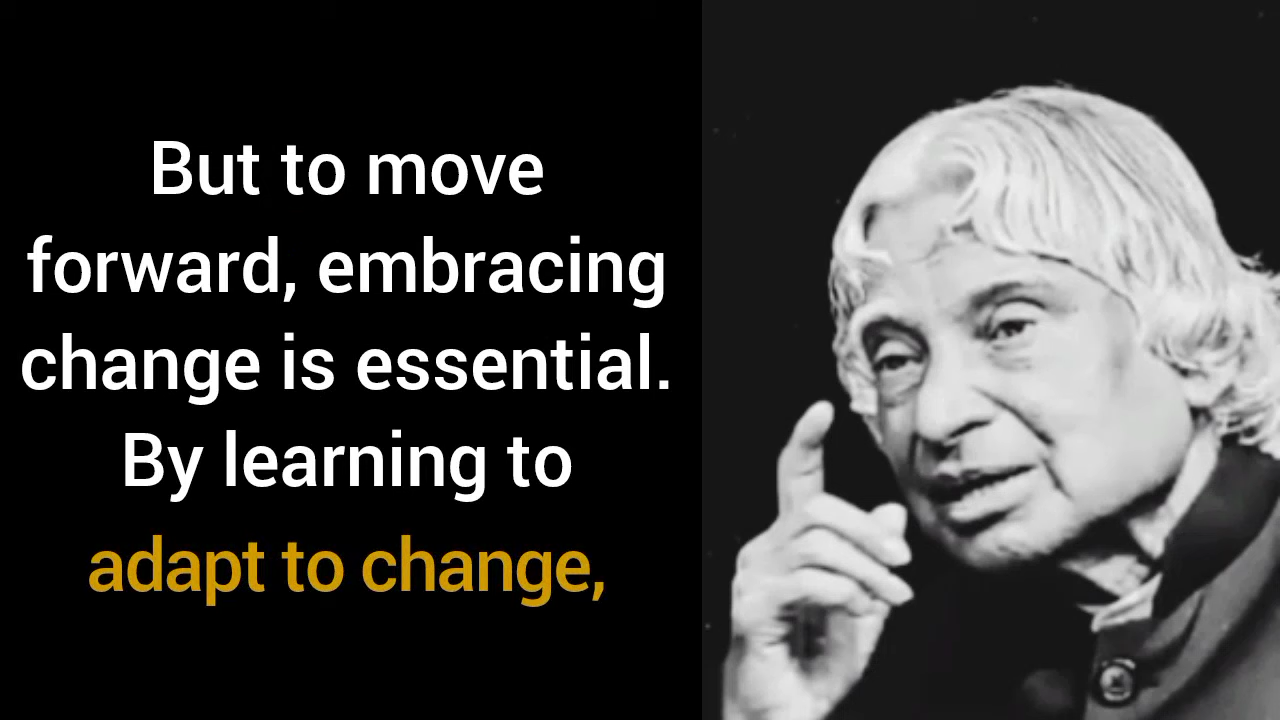 But to move
forward, embracing
change is essential.
By learning to
adapt to change,